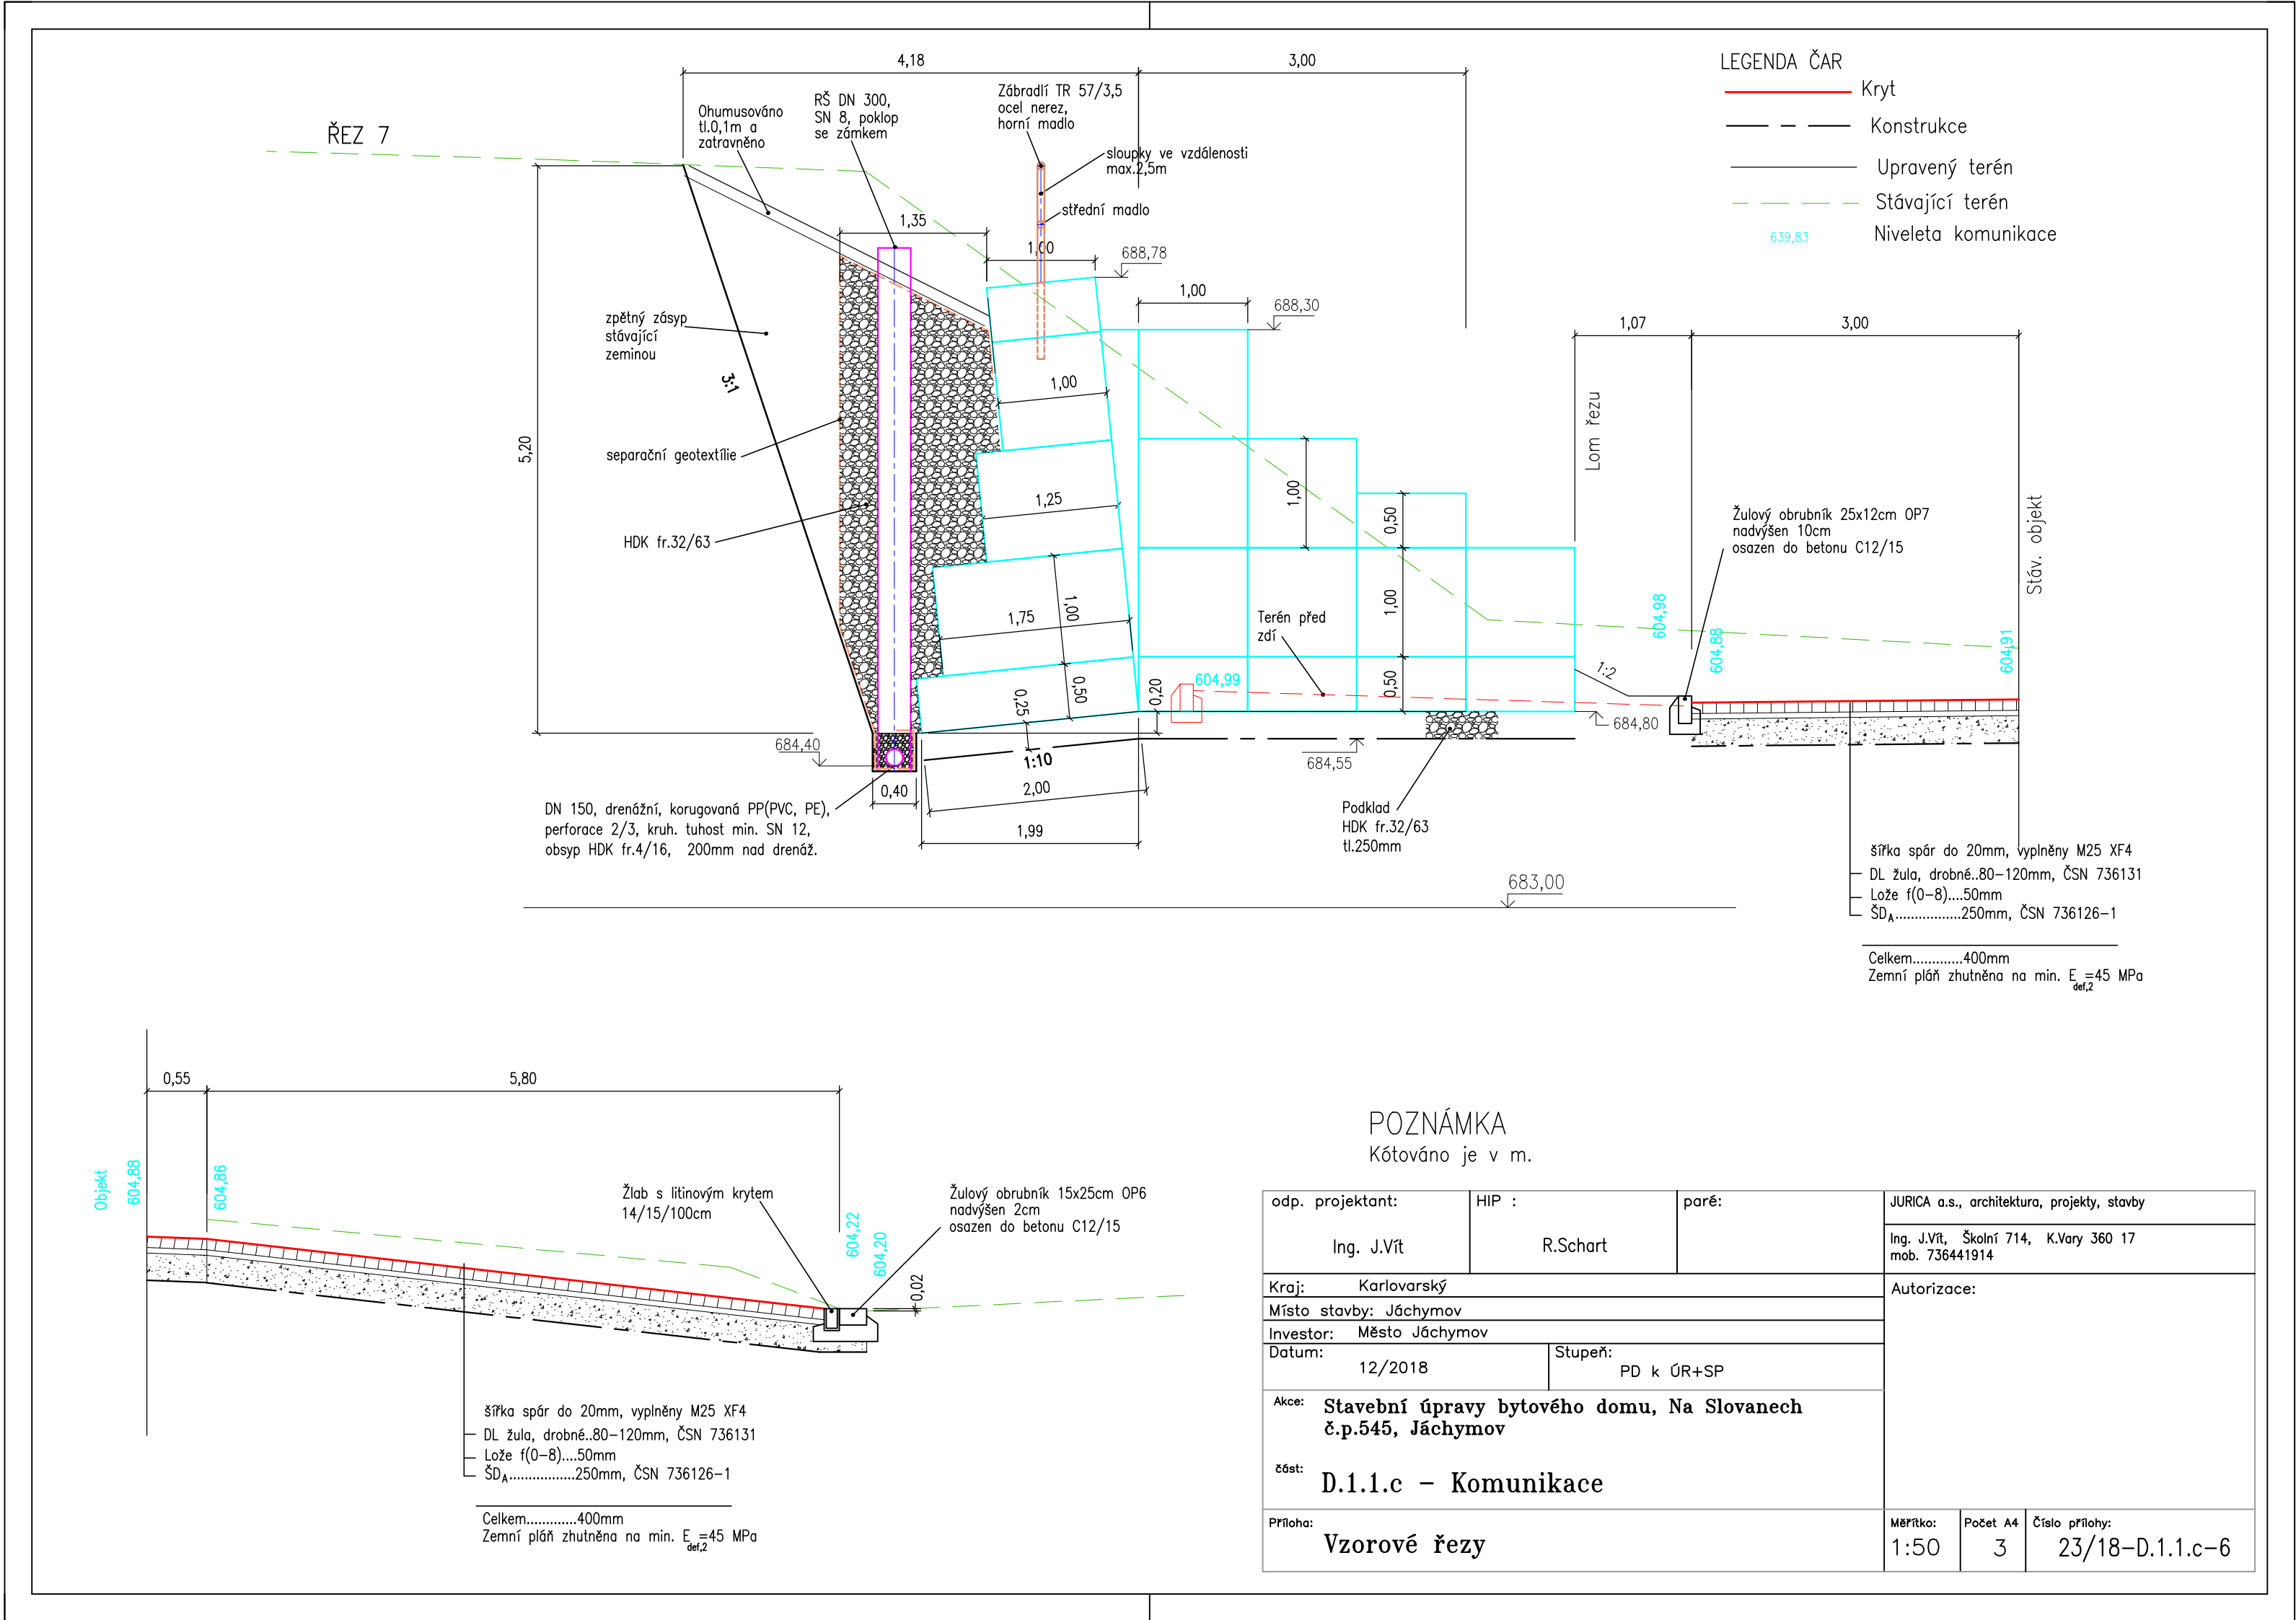 ŘEZ 7
4,18
3,00
Ohumusováno
tl.0,1m a
zatravněno
RŠ DN 300,
SN 8, poklop
se zámkem
Zábradlí TR 57/3,5
ocel nerez,
horní madlo
sloupky ve vzdálenosti
max.2,5m
střední madlo
1,35
1,00
688,78
1,00
688,30
1,07
3,00
LEGENDA ČAR
Kryt
Konstrukce
Upravený terén
Stávající terén
639,83
Niveleta komunikace
zpětný zásyp
stávající
zeminou
3:1
5,20
separační geotextílie
HDK fr.32/63
1,00
1,25
1,75
1,00
0,50
0,25
0,20
1,00
0,50
1,00
0,50
Lom řezu
Stáv. objekt
Žulový obrubník 25x12cm OP7
nadvýšen 10cm
osazen do betonu C12/15
Terén před
zdí
604,99
604,98
604,88
604,91
1:2
684,80
684,40
684,55
1:10
0,40
2,00
1,99
DN 150, drenážní, korugovaná PP(PVC, PE),
perforace 2/3, kruh. tuhost min. SN 12,
obsyp HDK fr.4/16, 200mm nad drenáž.
Podklad
HDK fr.32/63
tl.250mm
683,00
šířka spár do 20mm, vyplněny M25 XF4
DL žula, drobné..80-120mm, ČSN 736131
Lože f(0-8)....50mm
ŠDA.................250mm, ČSN 736126-1
Celkem.............400mm
Zemní pláň zhutněna na min. Edef,2=45 MPa
0,55
5,80
Objekt
604,88
604,86
Žlab s litinovým krytem
14/15/100cm
604,22
604,20
Žulový obrubník 15x25cm OP6
nadvýšen 2cm
osazen do betonu C12/15
0,02
šířka spár do 20mm, vyplněny M25 XF4
DL žula, drobné..80-120mm, ČSN 736131
Lože f(0-8)....50mm
ŠDA.................250mm, ČSN 736126-1
Celkem.............400mm
Zemní pláň zhutněna na min. Edef,2=45 MPa
POZNÁMKA
Kótováno je v m.
odp. projektant:
Ing. J.Vít
HIP :
R.Schart
paré:
JURICA a.s., architektura, projekty, stavby
Ing. J.Vít, Školní 714, K.Vary 360 17
mob. 736441914
Kraj: Karlovarský
Místo stavby: Jáchymov
Investor: Město Jáchymov
Datum: 12/2018
Stupeň: PD k ÚR+SP
Autorizace:
Akce: Stavební úpravy bytového domu, Na Slovanech
č.p.545, Jáchymov
část: D.1.1.c - Komunikace
Příloha: Vzorové řezy
Měřítko: 1:50
Počet A4 3
Číslo přílohy: 23/18-D.1.1.c-6